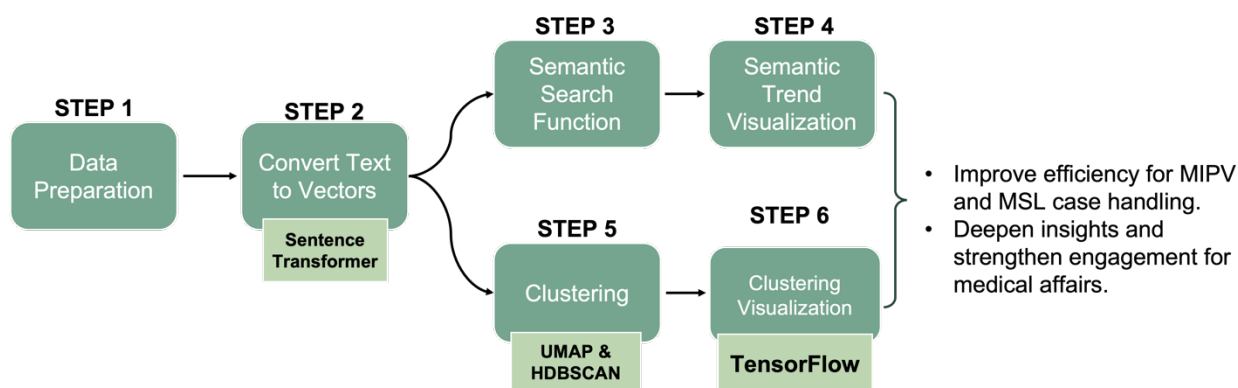 STEP 1
Data
Preparation
STEP 2
Convert Text
to Vectors
Sentence
Transformer
STEP 3
Semantic
Search
Function
STEP 4
Semantic
Trend
Visualization
STEP 5
Clustering
UMAP &
HDBSCAN
STEP 6
Clustering
Visualization
TensorFlow
• Improve efficiency for MIPV
and MSL case handling.
• Deepen insights and
strengthen engagement for
medical affairs.